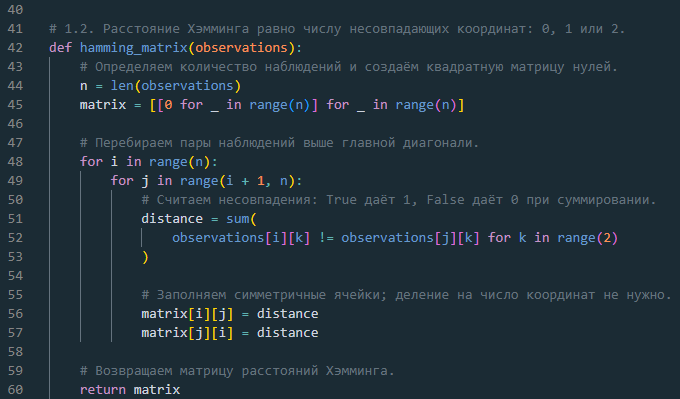 40
41 # 1.2. Расстояние Хэмминга равно числу несовпадающих координат: 0, 1 или 2.
42 def hamming_matrix(observations):
43     # Определяем количество наблюдений и создаём квадратную матрицу нулей.
44     n = len(observations)
45     matrix = [[0 for _ in range(n)] for _ in range(n)]
46
47     # Перебираем пары наблюдений выше главной диагонали.
48     for i in range(n):
49         for j in range(i + 1, n):
50             # Считаем несовпадения: True даёт 1, False даёт 0 при суммировании.
51             distance = sum(
52                 observations[i][k] != observations[j][k] for k in range(2)
53             )
54
55             # Заполняем симметричные ячейки; деление на число координат не нужно.
56             matrix[i][j] = distance
57             matrix[j][i] = distance
58
59     # Возвращаем матрицу расстояний Хэмминга.
60     return matrix